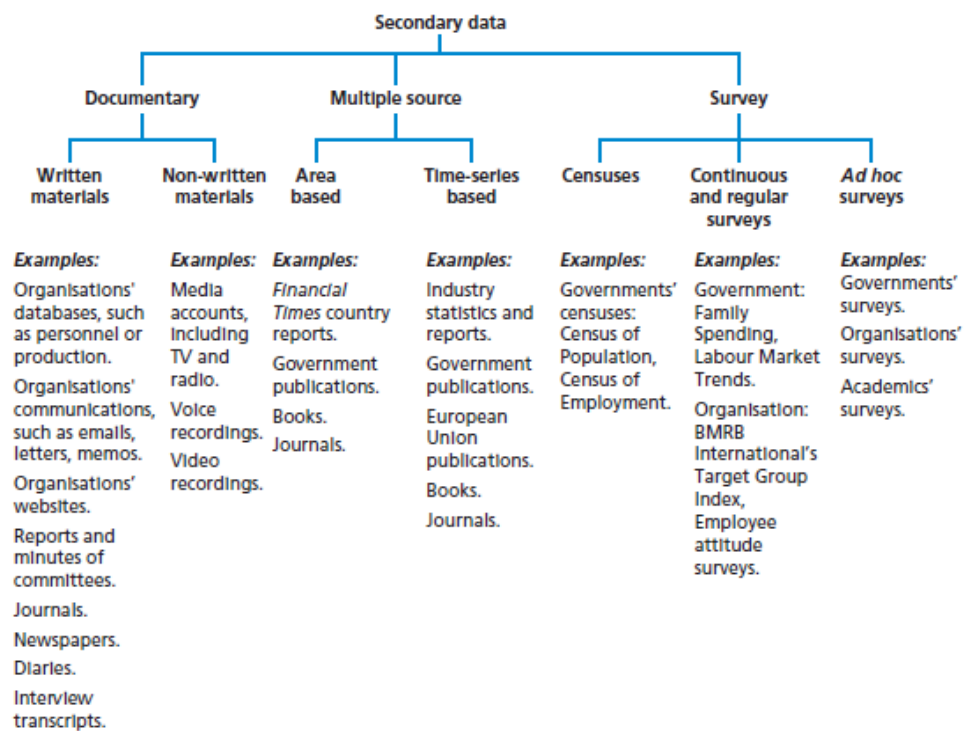 Secondary data
Documentary
Multiple source
Survey
Written
materials
Non-written
materials
Area
based
Time-series
based
Censuses
Continuous
and regular
surveys
Ad hoc
surveys
Examples:
Organisations'
databases, such
as personnel or
production.
Organisations'
communications,
such as emails,
letters, memos.
Organisations'
websites.
Reports and
minutes of
committees.
Journals.
Newspapers.
Diaries.
Interview
transcripts.
Examples:
Media
accounts,
including
TV and
radio.
Voice
recordings.
Video
recordings.
Examples:
Financial
Times country
reports.
Government
publications.
Books.
Journals.
Examples:
Industry
statistics and
reports.
Government
publications.
European
Union
publications.
Books.
Journals.
Examples:
Governments'
censuses:
Census of
Population,
Census of
Employment.
Examples:
Government:
Family
Spending,
Labour Market
Trends.
Organisation:
BMRB
International's
Target Group
Index,
Employee
attitude
surveys.
Examples:
Governments'
surveys.
Organisations'
surveys.
Academics'
surveys.